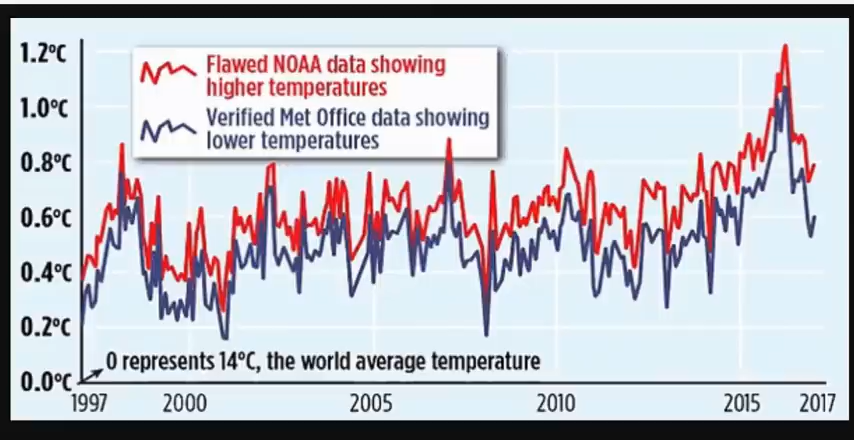 1.2°C
Flawed NOAA data showing
higher temperatures
1.0°C
Verified Met Office data showing
lower temperatures
0.8°C
0.6°C
0.4°C
0.2°C
0 represents 14°C, the world average temperature
0.0°C
1997 2000 2005 2010 2015 2017